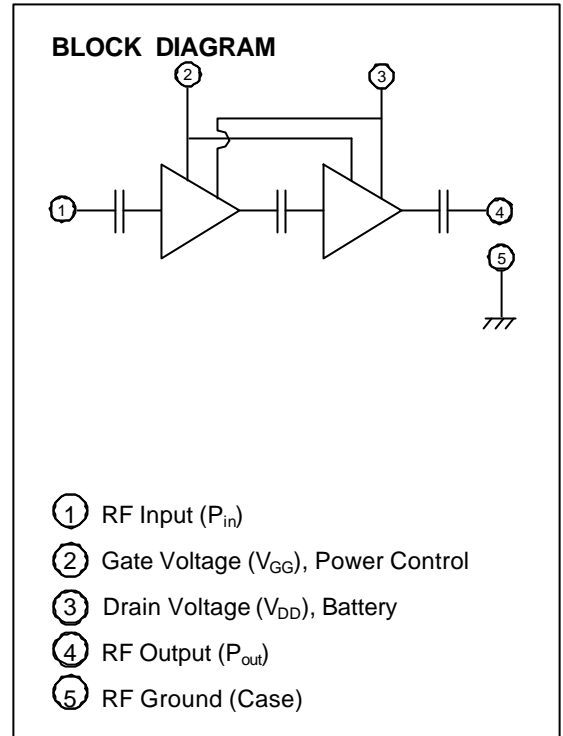 BLOCK DIAGRAM
2
3
1
4
5
1 RF Input (Pin)
2 Gate Voltage (VGG), Power Control
3 Drain Voltage (VDD), Battery
4 RF Output (Pout)
5 RF Ground (Case)